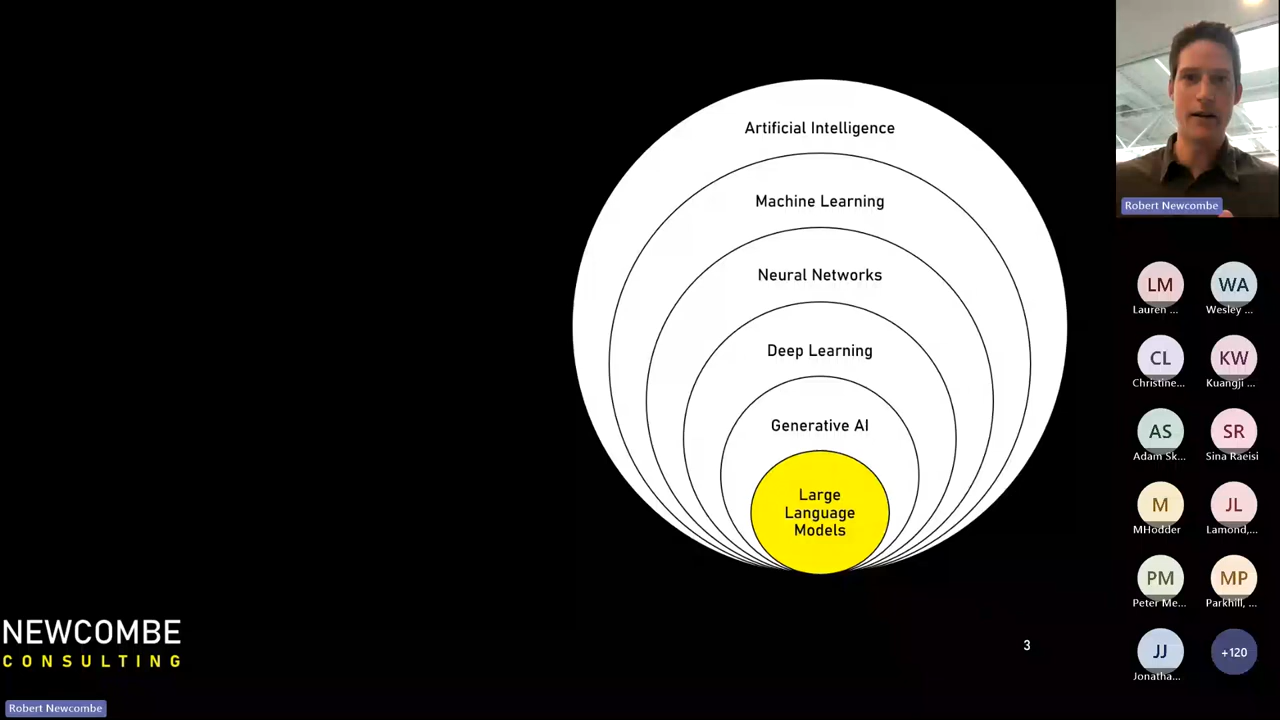 Artificial Intelligence
Machine Learning
Neural Networks
Deep Learning
Generative AI
Large
Language
Models
NEWCOMBE
CONSULTING
3
Robert Newcombe
Robert Newcombe
LM
WA
Lauren ...
Wesley ...
CL
KW
Christine...
Kuangji ...
AS
SR
Adam Sk...
Sina Raeisi
M
JL
MHodder
Lamond,...
PM
MP
Peter Me...
Parkhill, ...
JJ
+120
Jonatha...